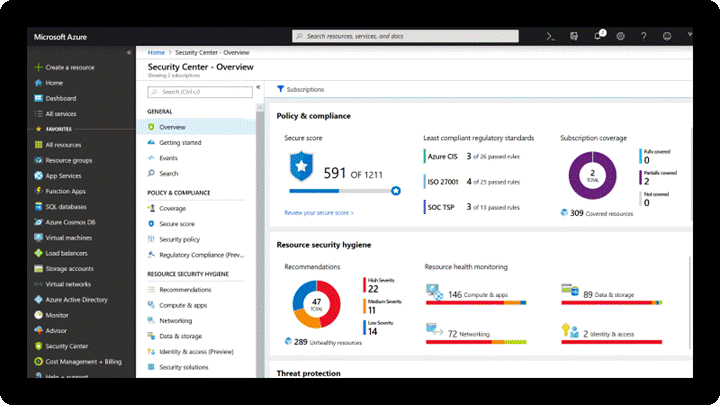 Microsoft Azure
Search resources, services, and docs
2
Create a resource
Home
Dashboard
All services
FAVORITES
All resources
Resource groups
App Services
Function Apps
SQL databases
Azure Cosmos DB
Virtual machines
Load balancers
Storage accounts
Virtual networks
Azure Active Directory
Monitor
Advisor
Security Center
Cost Management + Billing
Help + support
Home > Security Center - Overview
Security Center - Overview
Showing 2 subscriptions
Search (Ctrl+/)
GENERAL
Overview
Getting started
Events
Search
POLICY & COMPLIANCE
Coverage
Secure score
Security policy
Regulatory Compliance (Prev...
RESOURCE SECURITY HYGIENE
Recommendations
Compute & apps
Networking
Data & storage
Identity & access (Preview)
Security solutions
Subscriptions
Policy & compliance
Secure score
591 OF 1211
Review your secure score >
Least compliant regulatory standards
Azure CIS 3 of 26 passed rules
ISO 27001 4 of 25 passed rules
SOC TSP 3 of 13 passed rules
Subscription coverage
2
TOTAL
Fully covered
0
Partially covered
2
Not covered
0
309 Covered resources
Resource security hygiene
Recommendations
47
TOTAL
High Severity
22
Medium Severity
11
Low Severity
14
289 Unhealthy resources
Resource health monitoring
146 Compute & apps
89 Data & storage
72 Networking
2 Identity & access
Threat protection